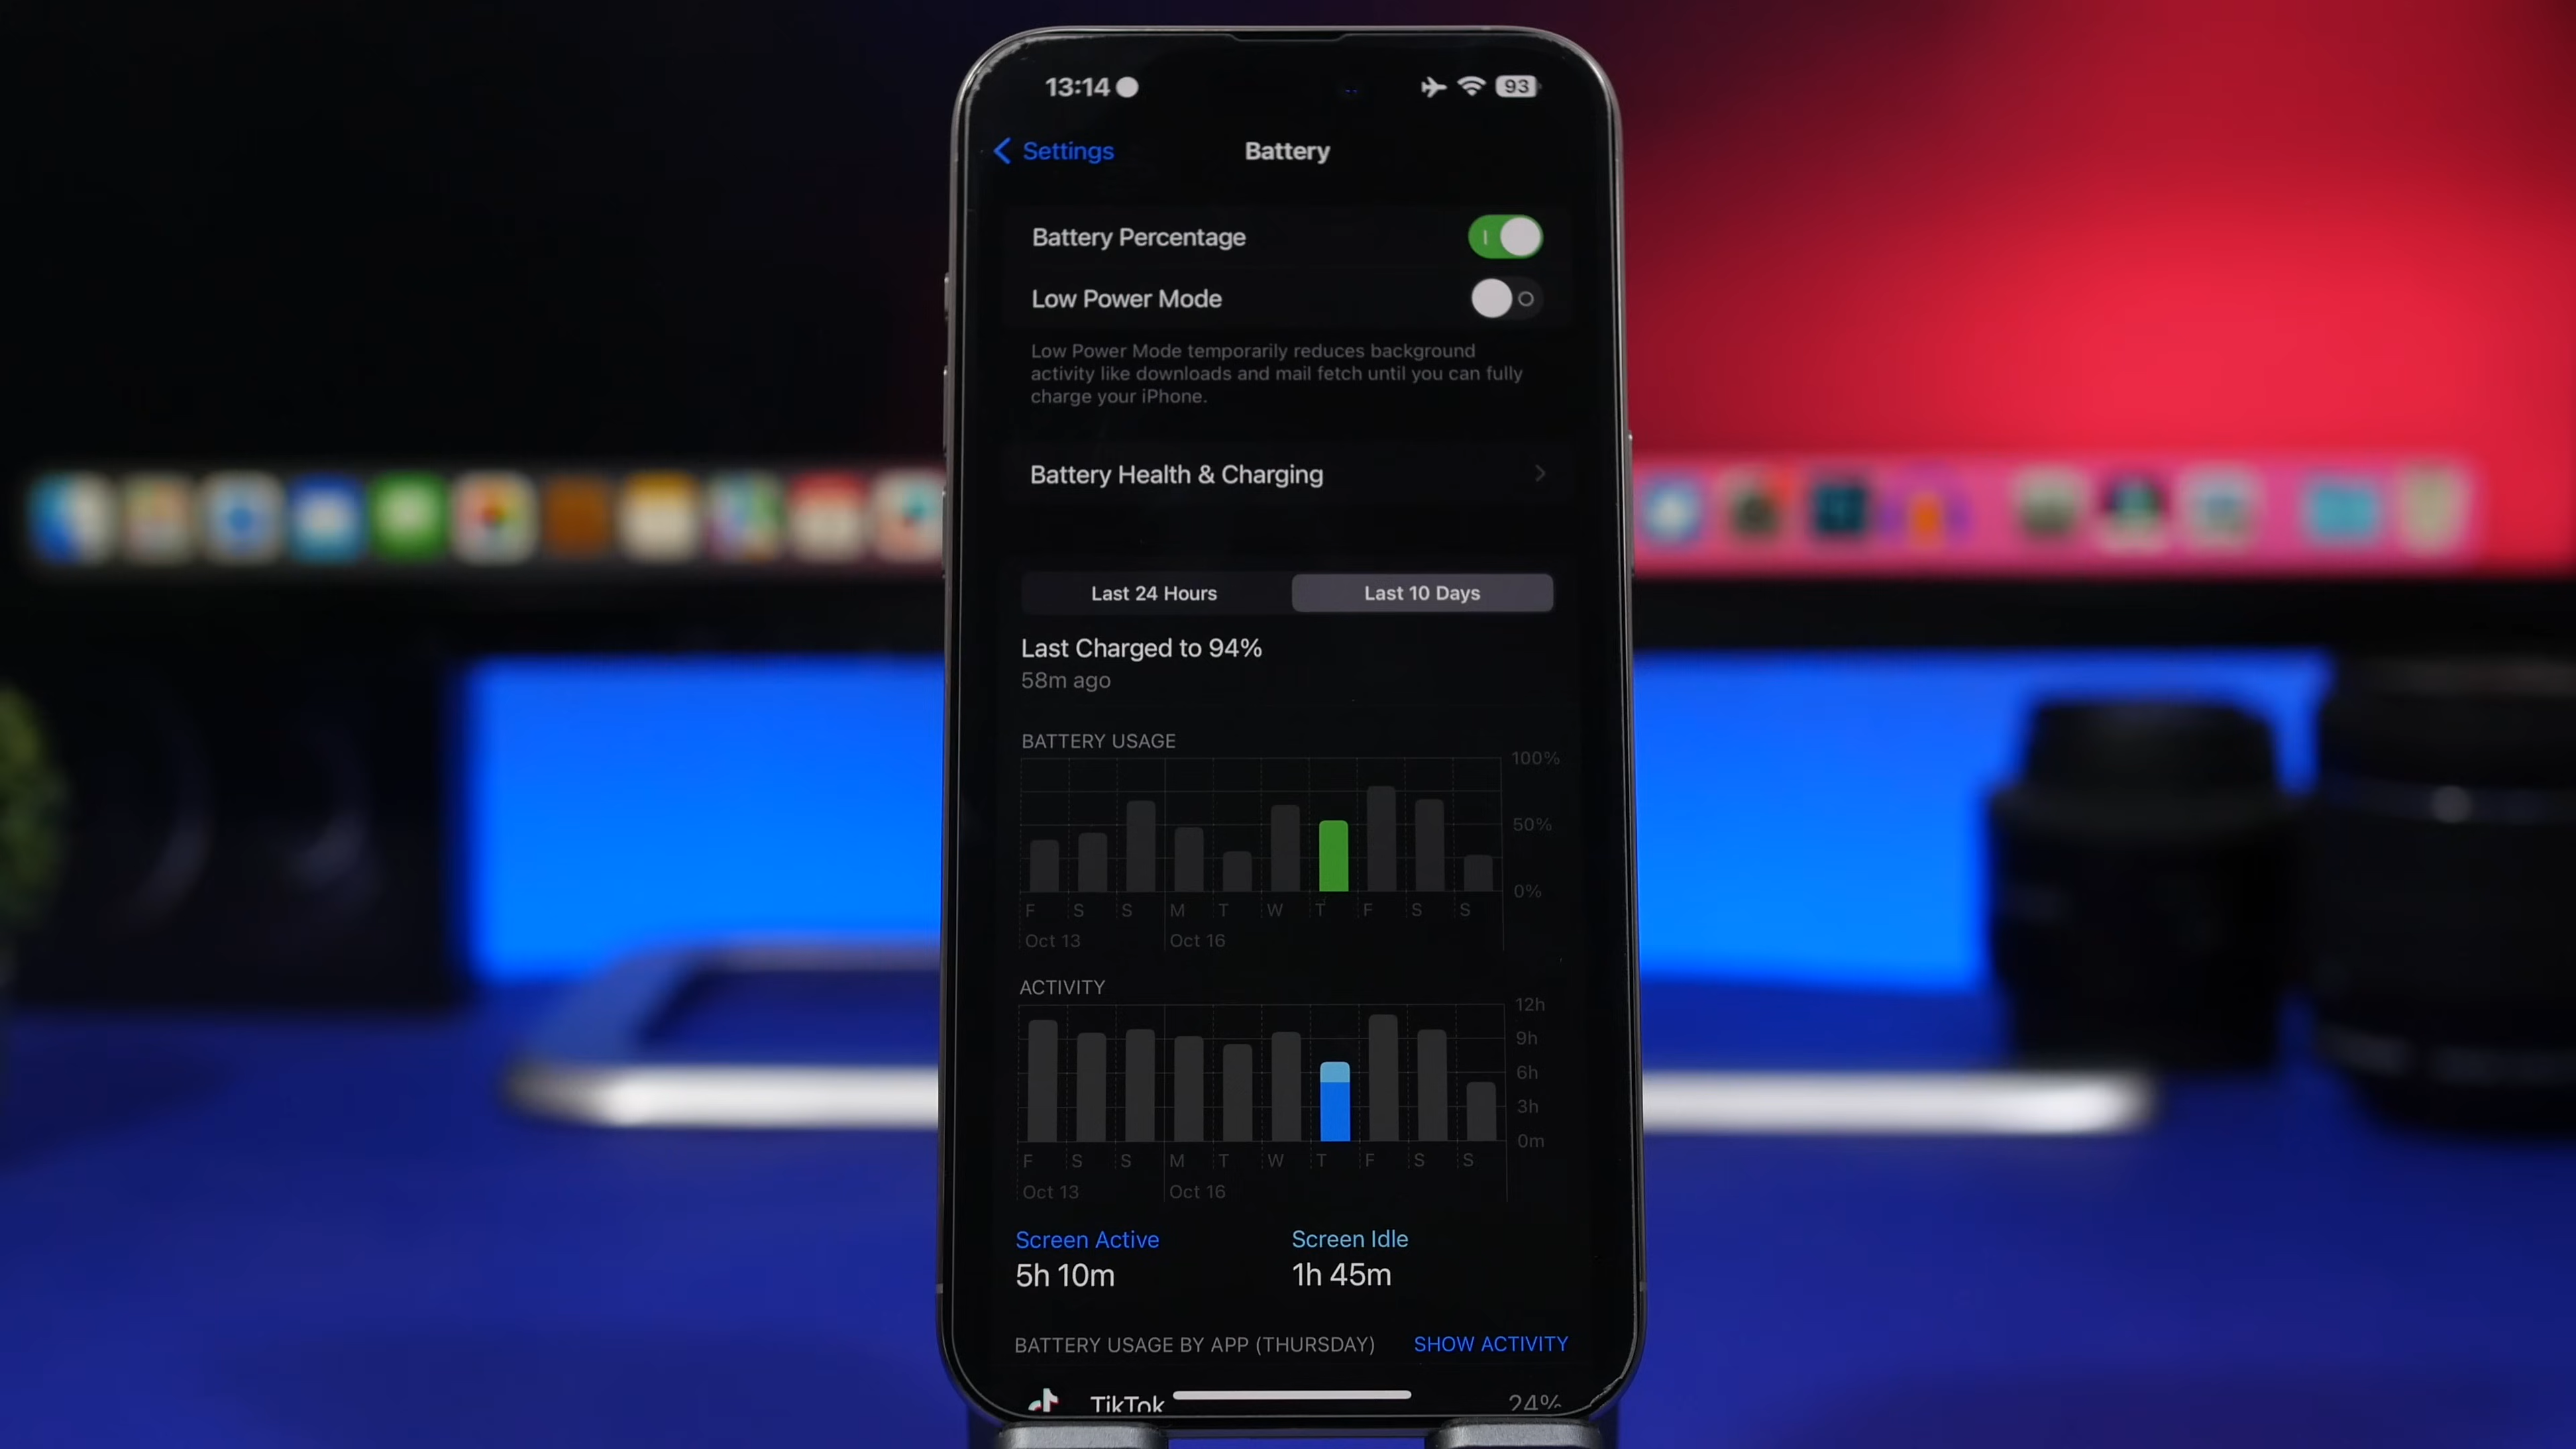 13:14
93
Settings
Battery
Battery Percentage
Low Power Mode
Low Power Mode temporarily reduces background
activity like downloads and mail fetch until you can fully
charge your iPhone.
Battery Health & Charging
Last 24 Hours
Last 10 Days
Last Charged to 94%
58m ago
BATTERY USAGE
100%
50%
0%
F S S M T W T F S S
Oct 13 Oct 16
ACTIVITY
12h
9h
6h
3h
0m
F S S M T W T F S S
Oct 13 Oct 16
Screen Active
5h 10m
Screen Idle
1h 45m
BATTERY USAGE BY APP (THURSDAY)
SHOW ACTIVITY
TikTok
24%